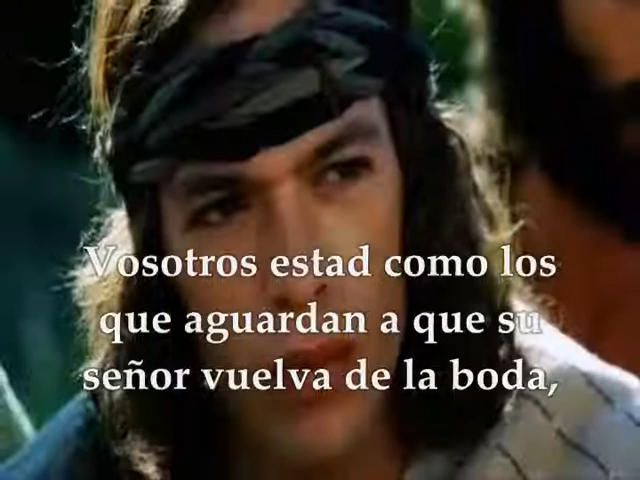 Vosotros estad como los
que aguardan a que su
señor vuelva de la boda,